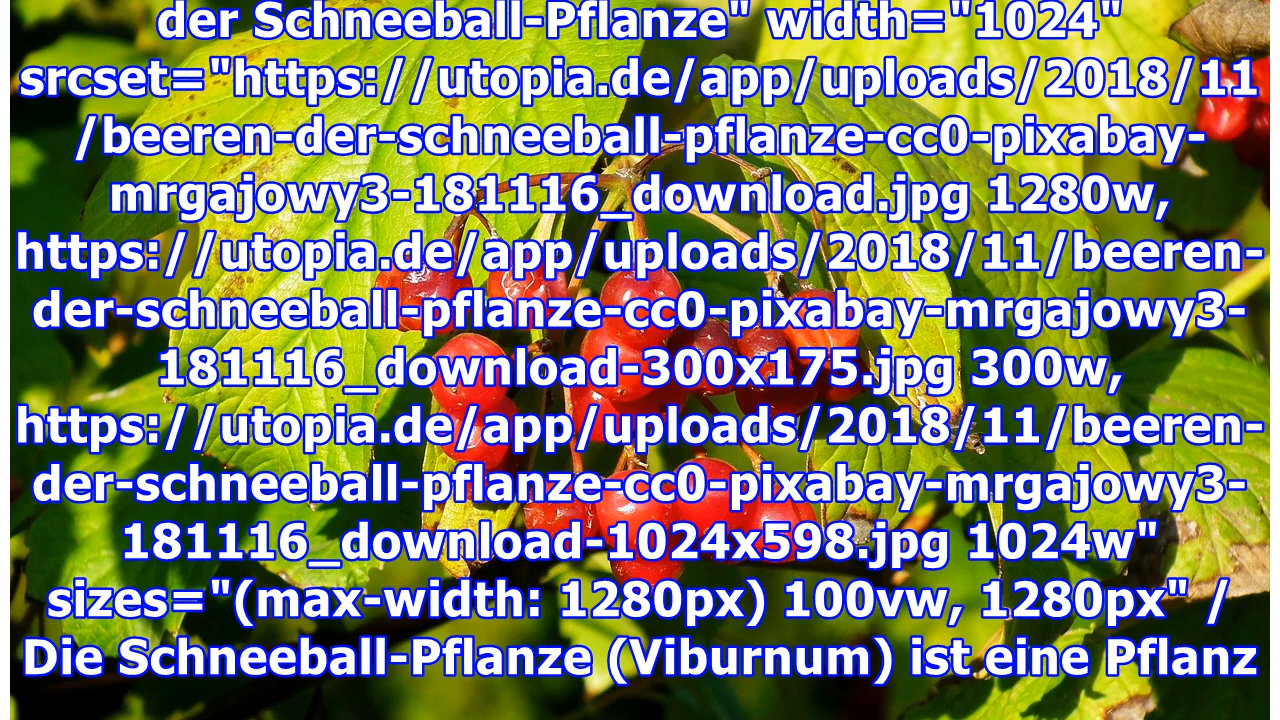 der Schneeball-Pflanze" width="1024"
srcset="https://utopia.de/app/uploads/2018/11
/beeren-der-schneeball-pflanze-cc0-pixabay-
mrgajowy3-181116_download.jpg 1280w,
https://utopia.de/app/uploads/2018/11/beeren-
der-schneeball-pflanze-cc0-pixabay-mrgajowy3-
181116_download-300x175.jpg 300w,
https://utopia.de/app/uploads/2018/11/beeren-
der-schneeball-pflanze-cc0-pixabay-mrgajowy3-
181116_download-1024x598.jpg 1024w"
sizes="(max-width: 1280px) 100vw, 1280px" /
Die Schneeball-Pflanze (Viburnum) ist eine Pflanz